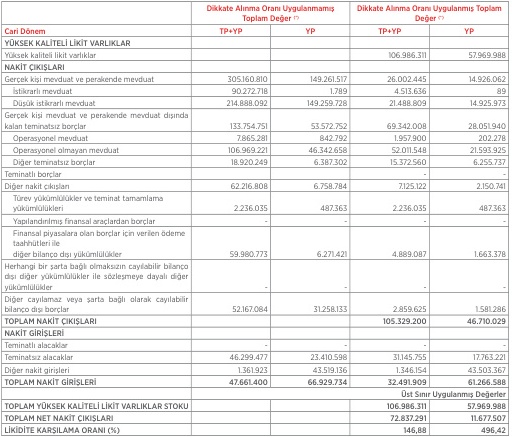 Dikkate Alınma Oranı Uygulanmamış Toplam Değer (*) Dikkate Alınma Oranı Uygulanmış Toplam Değer (*)
Cari Dönem TP+YP YP TP+YP YP
YÜKSEK KALİTELİ LİKİT VARLIKLAR
Yüksek kaliteli likit varlıklar 106.986.311 57.969.988
NAKİT ÇIKIŞLARI
Gerçek kişi mevduat ve perakende mevduat 305.160.810 149.261.517 26.002.445 14.926.062
İstikrarlı mevduat 90.272.718 1.789 4.513.636 89
Düşük istikrarlı mevduat 214.888.092 149.259.728 21.488.809 14.925.973
Gerçek kişi mevduat ve perakende mevduat dışında
kalan teminatsız borçlar 133.754.751 53.572.752 69.342.008 28.051.940
Operasyonel mevduat 7.865.281 842.792 1.957.900 202.278
Operasyonel olmayan mevduat 106.969.221 46.342.658 52.011.548 21.593.925
Diğer teminatsız borçlar 18.920.249 6.387.302 15.372.560 6.255.737
Teminatlı borçlar - -
Diğer nakit çıkışları 62.216.808 6.758.784 7.125.122 2.150.741
Türev yükümlülükler ve teminat tamamlama
yükümlülükleri 2.236.035 487.363 2.236.035 487.363
Yapılandırılmış finansal araçlardan borçlar - - - -
Finansal piyasalara olan borçlar için verilen ödeme
taahhütleri ile
diğer bilanço dışı yükümlülükler 59.980.773 6.271.421 4.889.087 1.663.378
Herhangi bir şarta bağlı olmaksızın cayılabilir bilanço
dışı diğer yükümlülükler ile sözleşmeye dayalı diğer
yükümlülükler - - - -
Diğer cayılamaz veya şarta bağlı olarak cayılabilir
bilanço dışı borçlar 52.167.084 31.258.133 2.859.625 1.581.286
TOPLAM NAKİT ÇIKIŞLARI 105.329.200 46.710.029
NAKİT GİRİŞLERİ
Teminatlı alacaklar - - - -
Teminatsız alacaklar 46.299.477 23.410.598 31.145.755 17.763.221
Diğer nakit girişleri 1.361.923 43.519.136 1.346.154 43.503.367
TOPLAM NAKİT GİRİŞLERİ 47.661.400 66.929.734 32.491.909 61.266.588
Üst Sınır Uygulanmış Değerler
TOPLAM YÜKSEK KALİTELİ LİKİT VARLIKLAR STOKU 106.986.311 57.969.988
TOPLAM NET NAKİT ÇIKIŞLARI 72.837.291 11.677.507
LİKİDİTE KARŞILAMA ORANI (%) 146,88 496,42